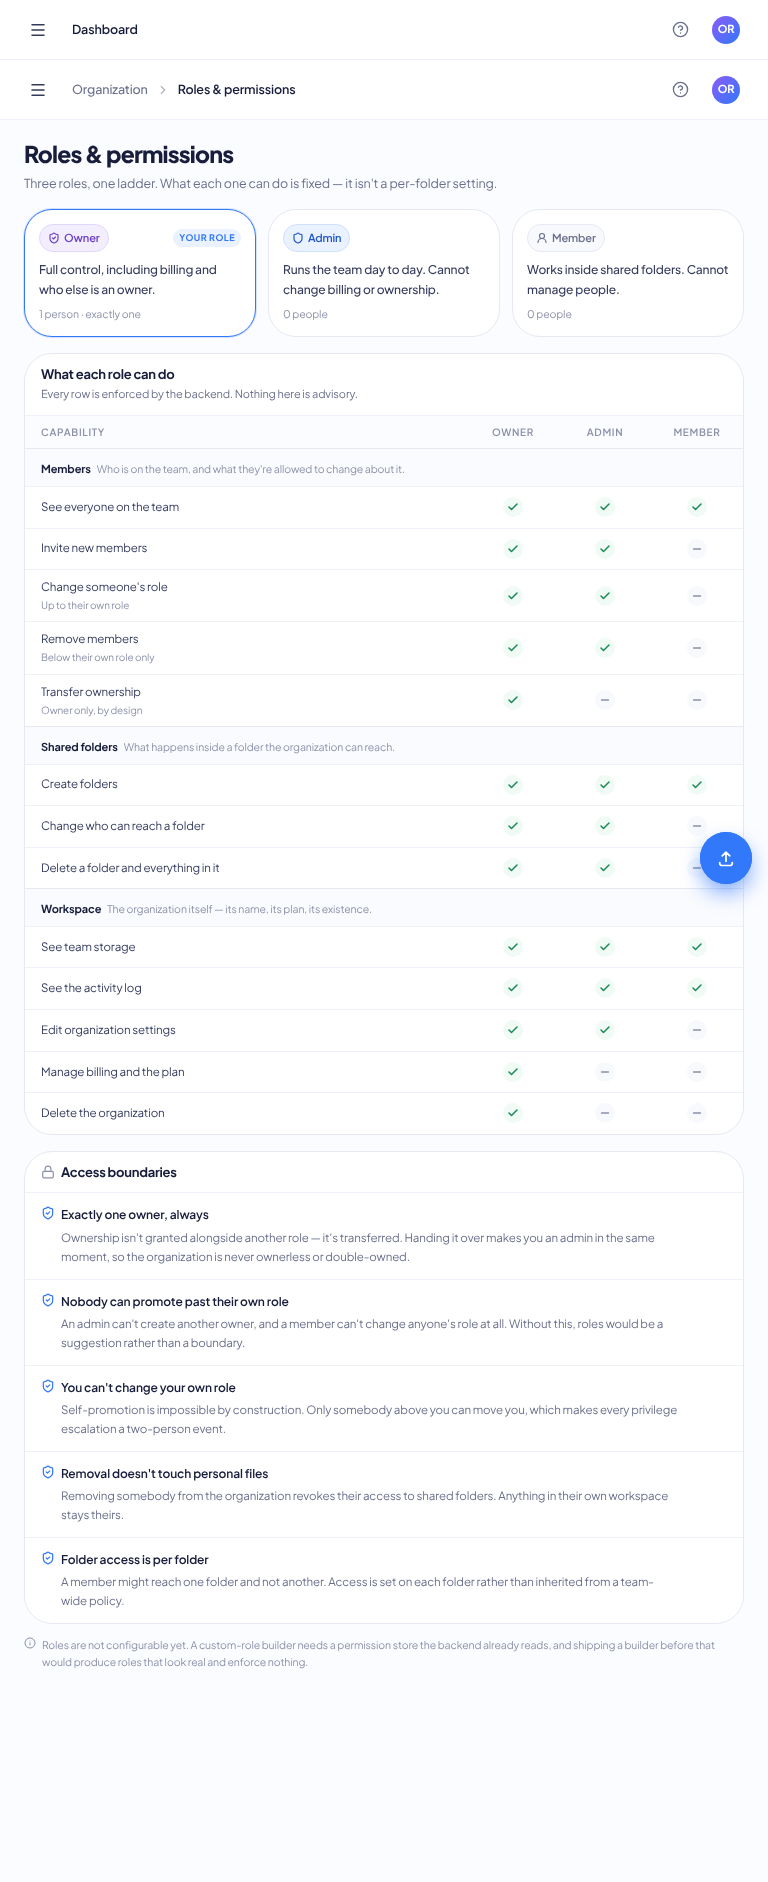 Dashboard
OR
Organization > Roles & permissions
OR
Roles & permissions
Three roles, one ladder. What each one can do is fixed — it isn't a per-folder setting.
Owner
YOUR ROLE
Full control, including billing and
who else is an owner.
1 person · exactly one
Admin
Runs the team day to day. Cannot
change billing or ownership.
0 people
Member
Works inside shared folders. Cannot
manage people.
0 people
What each role can do
Every row is enforced by the backend. Nothing here is advisory.
CAPABILITY OWNER ADMIN MEMBER
Members Who is on the team, and what they're allowed to change about it.
See everyone on the team
Invite new members
Change someone's role
Up to their own role
Remove members
Below their own role only
Transfer ownership
Owner only, by design
Shared folders What happens inside a folder the organization can reach.
Create folders
Change who can reach a folder
Delete a folder and everything in it
Workspace The organization itself — its name, its plan, its existence.
See team storage
See the activity log
Edit organization settings
Manage billing and the plan
Delete the organization
Access boundaries
Exactly one owner, always
Ownership isn't granted alongside another role — it's transferred. Handing it over makes you an admin in the same
moment, so the organization is never ownerless or double-owned.
Nobody can promote past their own role
An admin can't create another owner, and a member can't change anyone's role at all. Without this, roles would be a
suggestion rather than a boundary.
You can't change your own role
Self-promotion is impossible by construction. Only somebody above you can move you, which makes every privilege
escalation a two-person event.
Removal doesn't touch personal files
Removing somebody from the organization revokes their access to shared folders. Anything in their own workspace
stays theirs.
Folder access is per folder
A member might reach one folder and not another. Access is set on each folder rather than inherited from a team-
wide policy.
Roles are not configurable yet. A custom-role builder needs a permission store the backend already reads, and shipping a builder before that
would produce roles that look real and enforce nothing.